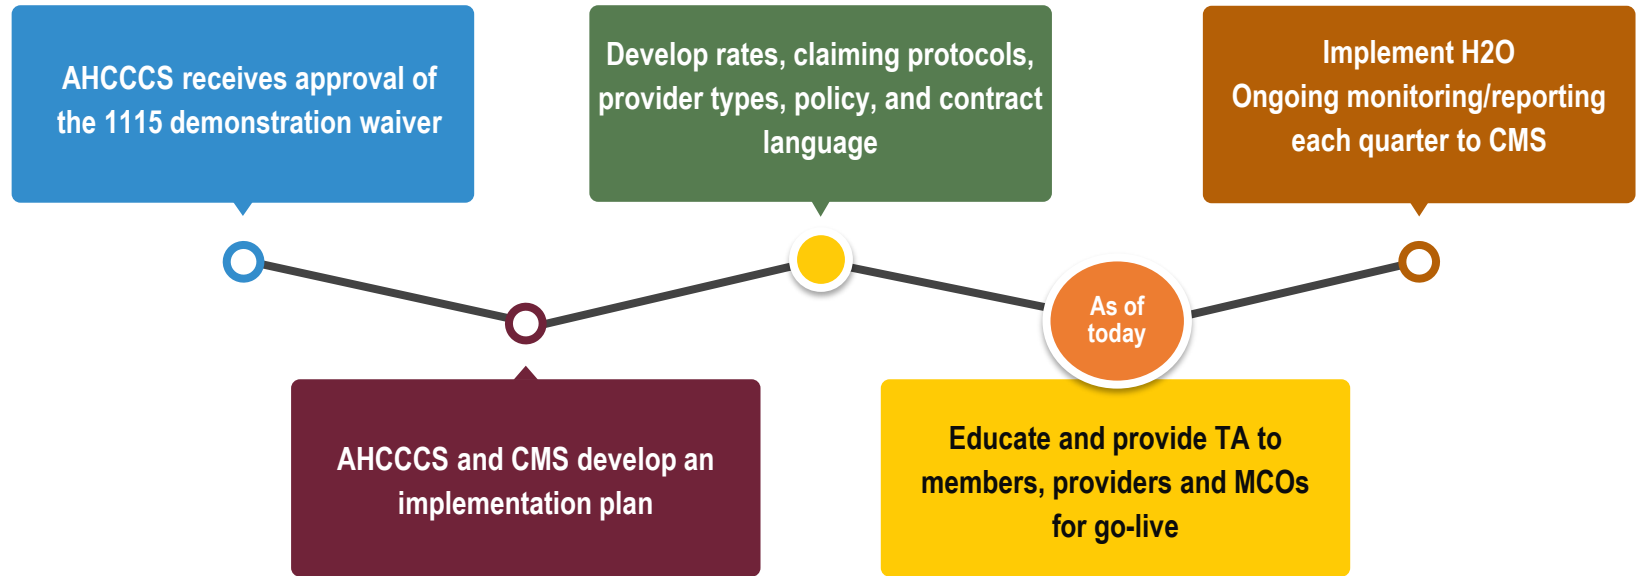 AHCCCS receives approval of
the 1115 demonstration waiver
AHCCCS and CMS develop an
implementation plan
Develop rates, claiming protocols,
provider types, policy, and contract
language
As of
today
Educate and provide TA to
members, providers and MCOs
for go-live
Implement H2O
Ongoing monitoring/reporting
each quarter to CMS